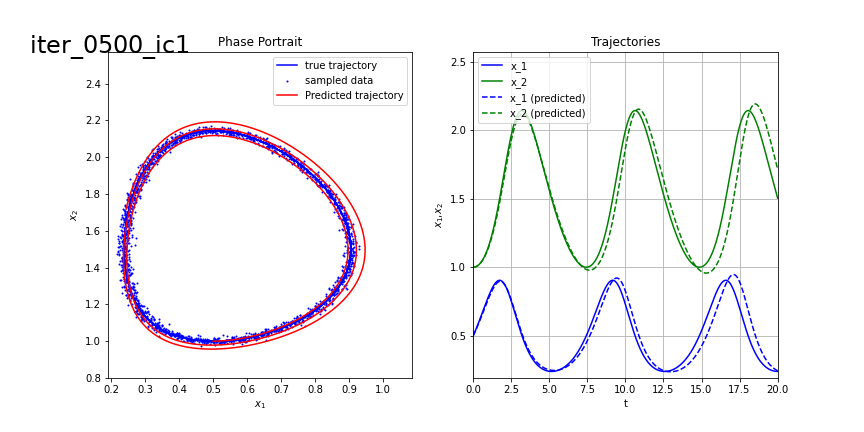 iter_0500_ic1
Phase Portrait
true trajectory
sampled data
Predicted trajectory
x₂
2.4
2.2
2.0
1.8
1.6
1.4
1.2
1.0
0.8
0.2 0.3 0.4 0.5 0.6 0.7 0.8 0.9 1.0
x₁
Trajectories
x_1
x_2
x_1 (predicted)
x_2 (predicted)
x₁,x₂
2.5
2.0
1.5
1.0
0.5
0.0 2.5 5.0 7.5 10.0 12.5 15.0 17.5 20.0
t